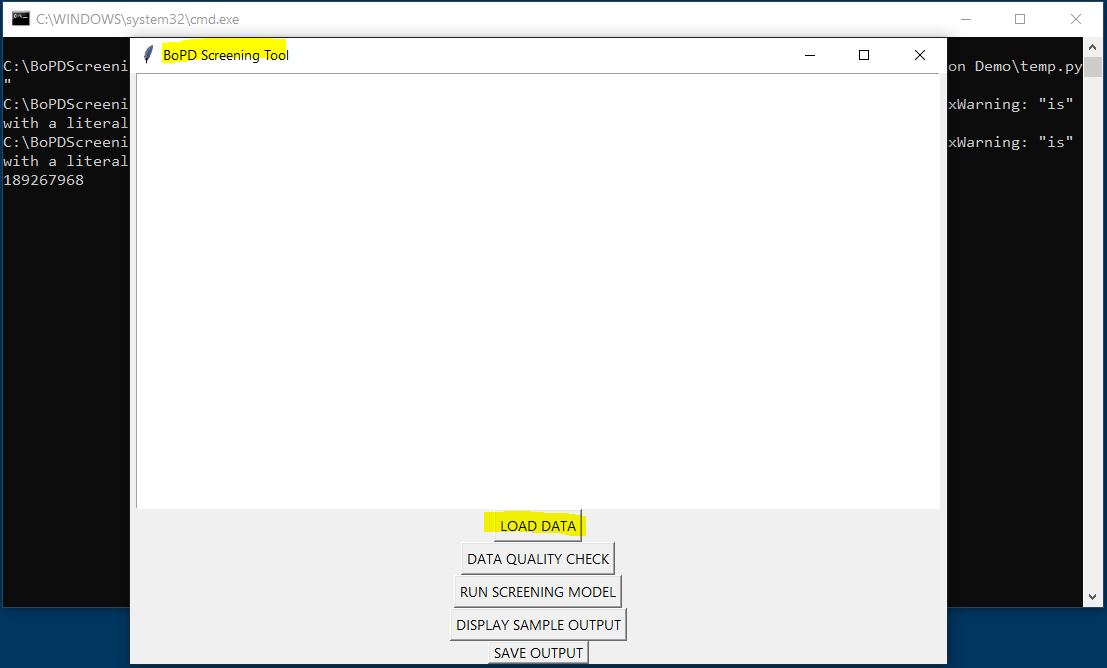 C:\WINDOWS\system32\cmd.exe
BoPD Screening Tool
C:\BoPDScreeni
on Demo\temp.py
"
C:\BoPDScreeni
xWarning: "is"
with a literal
C:\BoPDScreeni
xWarning: "is"
with a literal
189267968
LOAD DATA
DATA QUALITY CHECK
RUN SCREENING MODEL
DISPLAY SAMPLE OUTPUT
SAVE OUTPUT